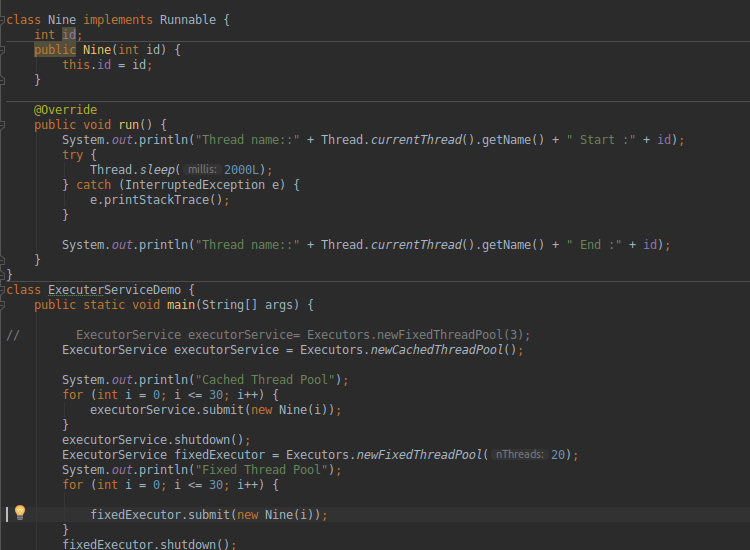 class Nine implements Runnable {
    int id;
    public Nine(int id) {
        this.id = id;
    }

    @Override
    public void run() {
        System.out.println("Thread name::" + Thread.currentThread().getName() + " Start :" + id);
        try {
            Thread.sleep( millis: 2000L);
        } catch (InterruptedException e) {
            e.printStackTrace();
        }

        System.out.println("Thread name::" + Thread.currentThread().getName() + " End :" + id);
    }
}
class ExecuterServiceDemo {
    public static void main(String[] args) {

//        ExecutorService executorService= Executors.newFixedThreadPool(3);
        ExecutorService executorService = Executors.newCachedThreadPool();

        System.out.println("Cached Thread Pool");
        for (int i = 0; i <= 30; i++) {
            executorService.submit(new Nine(i));
        }
        executorService.shutdown();
        ExecutorService fixedExecutor = Executors.newFixedThreadPool( nThreads: 20);
        System.out.println("Fixed Thread Pool");
        for (int i = 0; i <= 30; i++) {

            fixedExecutor.submit(new Nine(i));
        }
        fixedExecutor.shutdown();